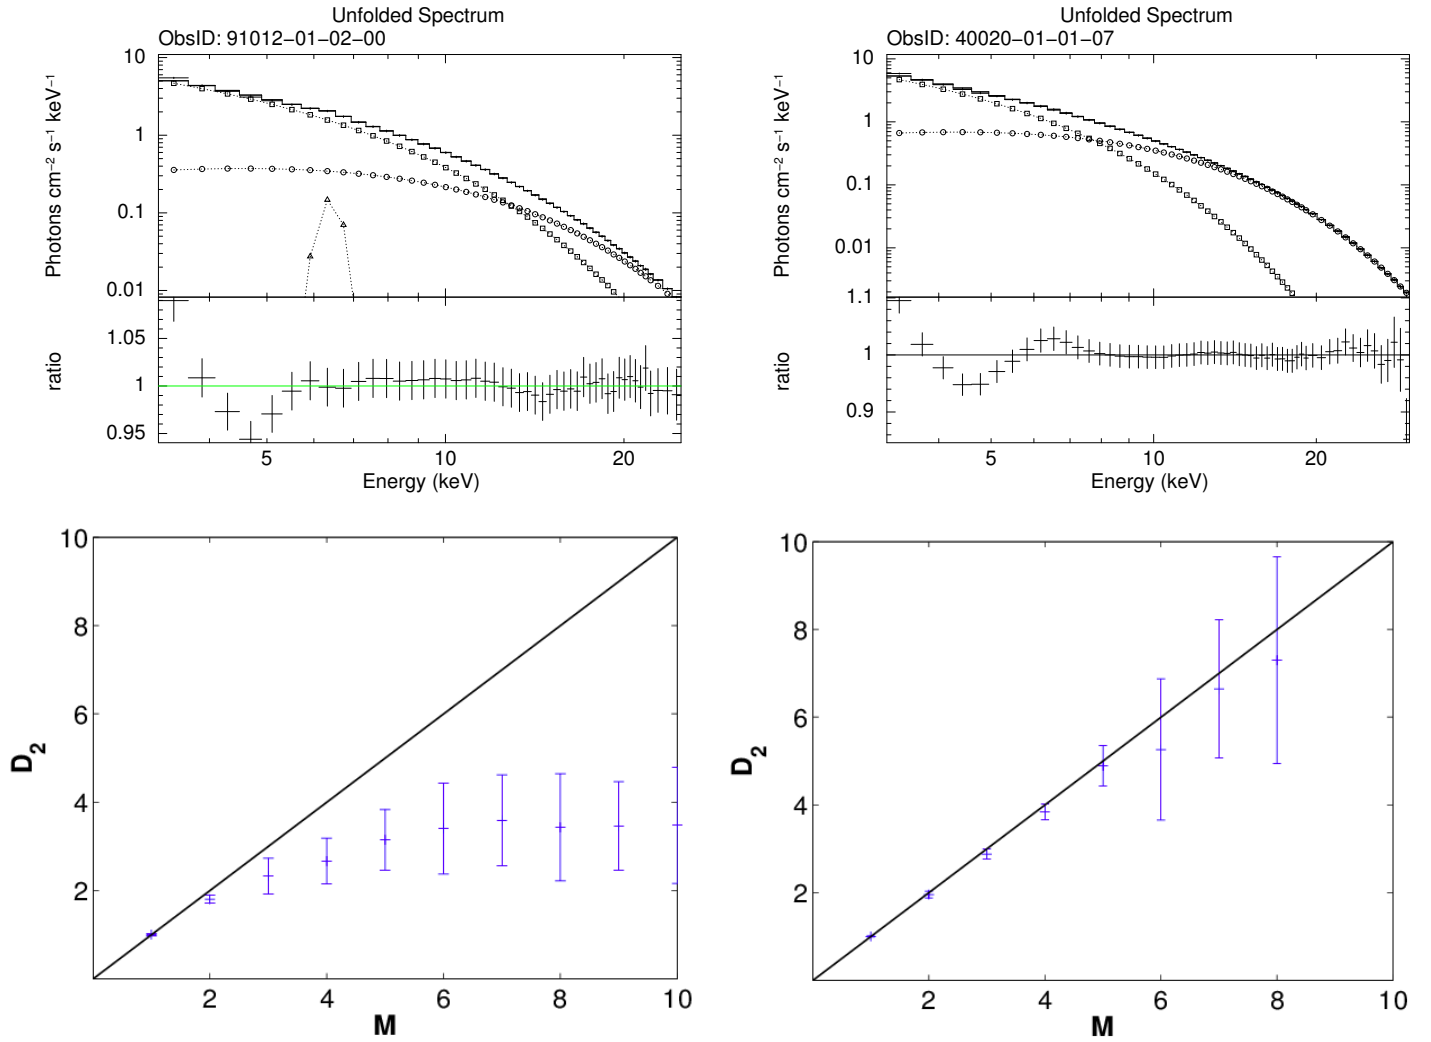 Unfolded Spectrum
ObsID: 91012−01−02−00
10
1
0.1
0.01
Photons cm−2 s−1 keV−1
1.05
1
0.95
ratio
5 10 20
Energy (keV)
Unfolded Spectrum
ObsID: 40020−01−01−07
10
1
0.1
0.01
Photons cm−2 s−1 keV−1
1.1
1
0.9
ratio
5 10 20
Energy (keV)
10
8
6
4
2
D2
2 4 6 8 10
M
10
8
6
4
2
D2
2 4 6 8 10
M